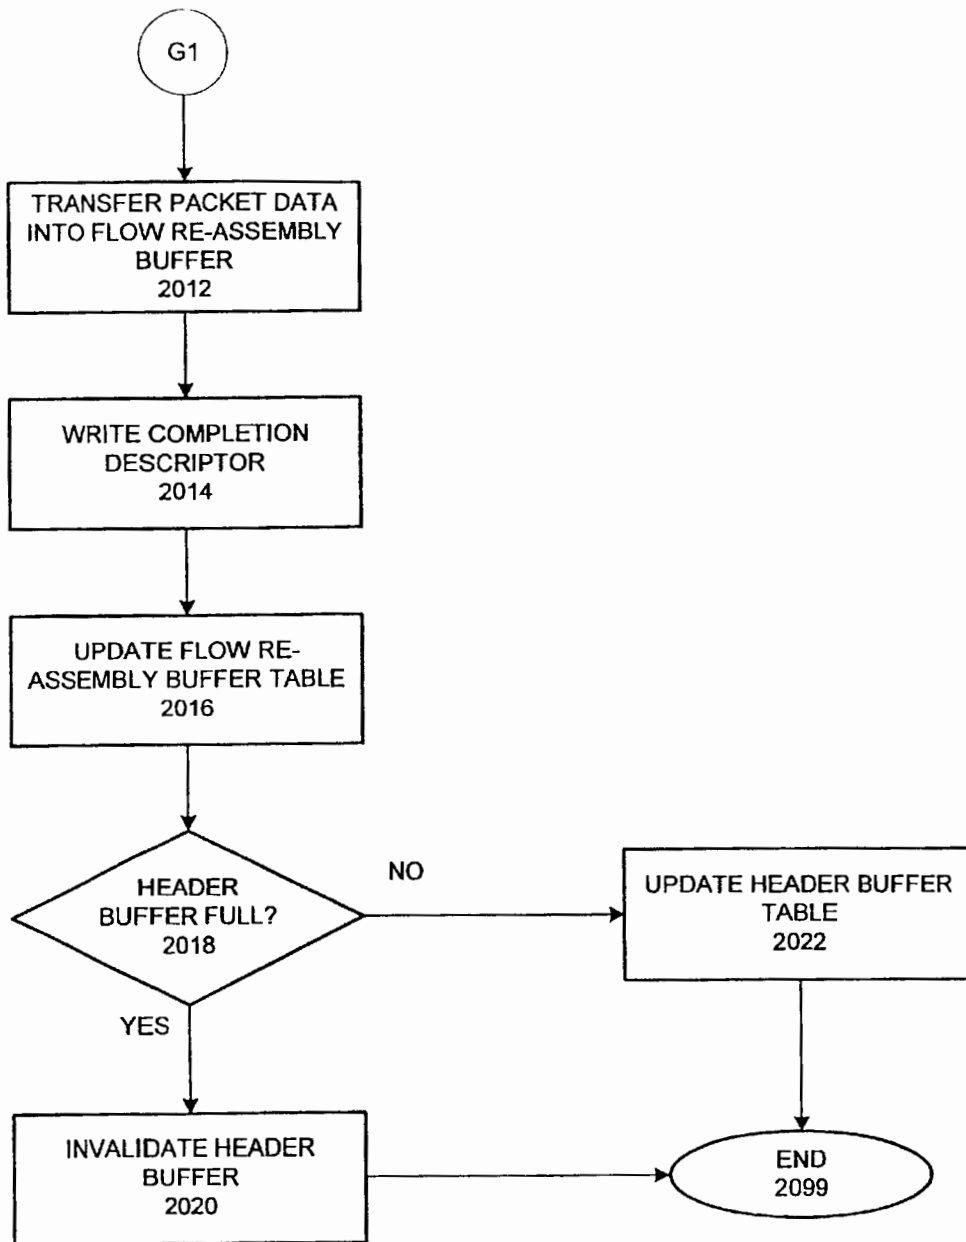 G1
TRANSFER PACKET DATA
INTO FLOW RE-ASSEMBLY
BUFFER
2012
WRITE COMPLETION
DESCRIPTOR
2014
UPDATE FLOW RE-
ASSEMBLY BUFFER TABLE
2016
HEADER
BUFFER FULL?
2018
NO
UPDATE HEADER BUFFER
TABLE
2022
YES
INVALIDATE HEADER
BUFFER
2020
END
2099